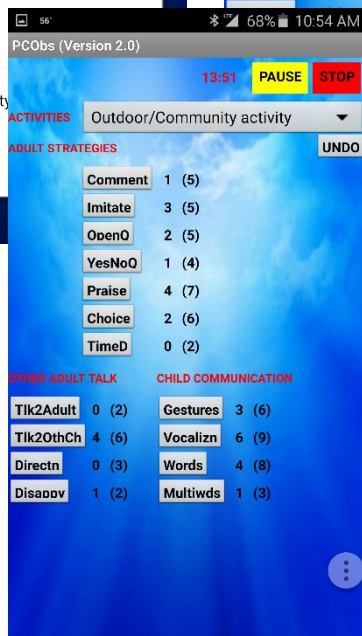 56° LTE 68% 10:54 AM
PCObs (Version 2.0)
13:51 PAUSE STOP
ty
ACTIVITIES Outdoor/Community activity
ADULT STRATEGIES UNDO
Comment 1 (5)
Imitate 3 (5)
OpenQ 2 (5)
YesNoQ 1 (4)
Praise 4 (7)
Choice 2 (6)
TimeD 0 (2)
OTHER ADULT TALK CHILD COMMUNICATION
Tlk2Adult 0 (2) Gestures 3 (6)
Tlk2OthCh 4 (6) Vocalizn 6 (9)
Directn 0 (3) Words 4 (8)
Disappv 1 (2) Multiwds 1 (3)